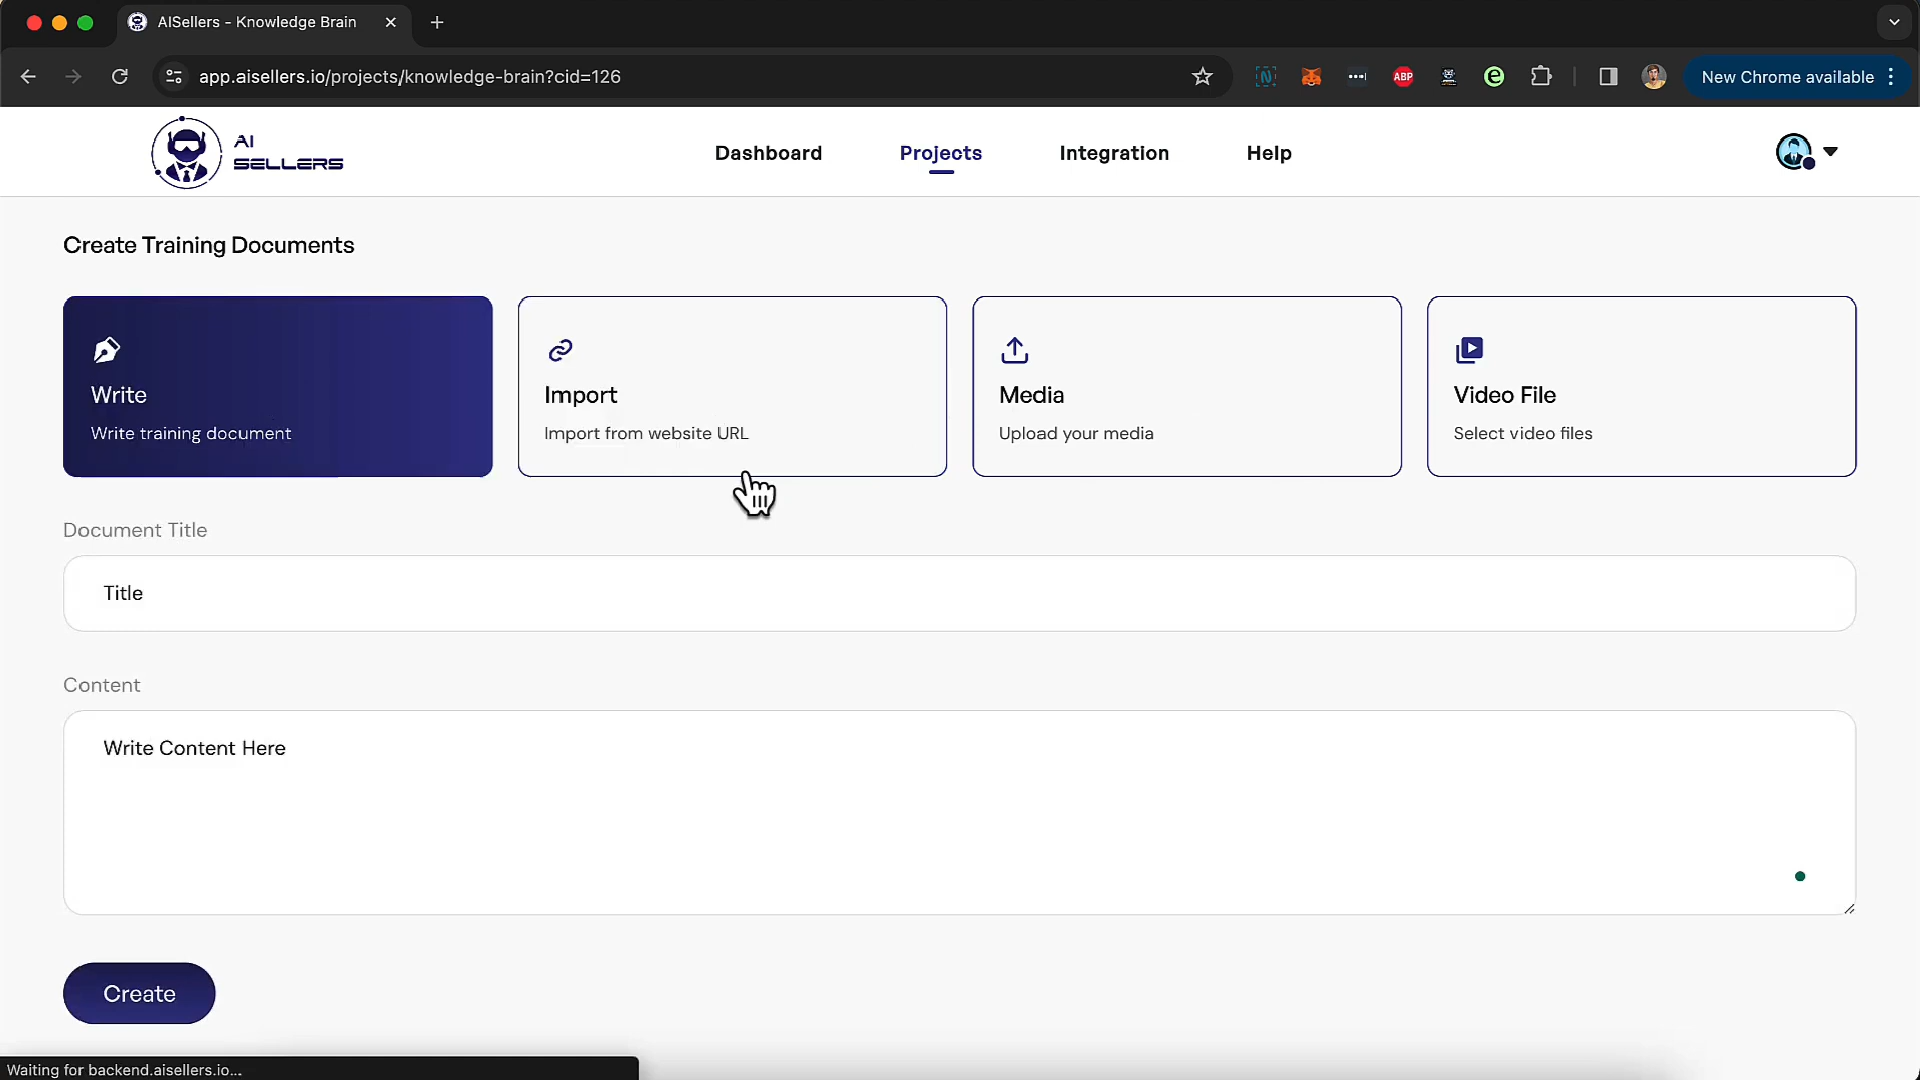 AISellers - Knowledge Brain
app.aisellers.io/projects/knowledge-brain?cid=126
ABP
New Chrome available
AI
SELLERS
Dashboard
Projects
Integration
Help
Create Training Documents
Write
Write training document
Import
Import from website URL
Media
Upload your media
Video File
Select video files
Document Title
Title
Content
Write Content Here
Create
Waiting for backend.aisellers.io...